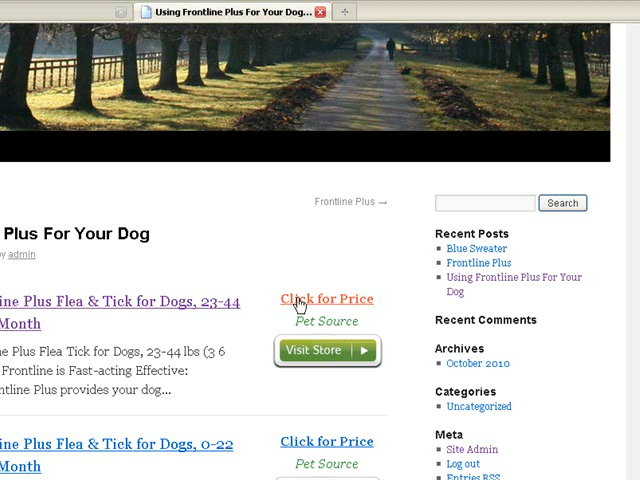 Using Frontline Plus For Your Dog...
Frontline Plus →
Search
Plus For Your Dog
by admin
ine Plus Flea & Tick for Dogs, 23-44
Month
Click for Price
Pet Source
Visit Store
ne Plus Flea Tick for Dogs, 23-44 lbs (3 6
Frontline is Fast-acting Effective:
ntline Plus provides your dog...
ine Plus Flea & Tick for Dogs, 0-22
Month
Click for Price
Pet Source
Recent Posts
Blue Sweater
Frontline Plus
Using Frontline Plus For Your
Dog
Recent Comments
Archives
October 2010
Categories
Uncategorized
Meta
Site Admin
Log out
Entries RSS